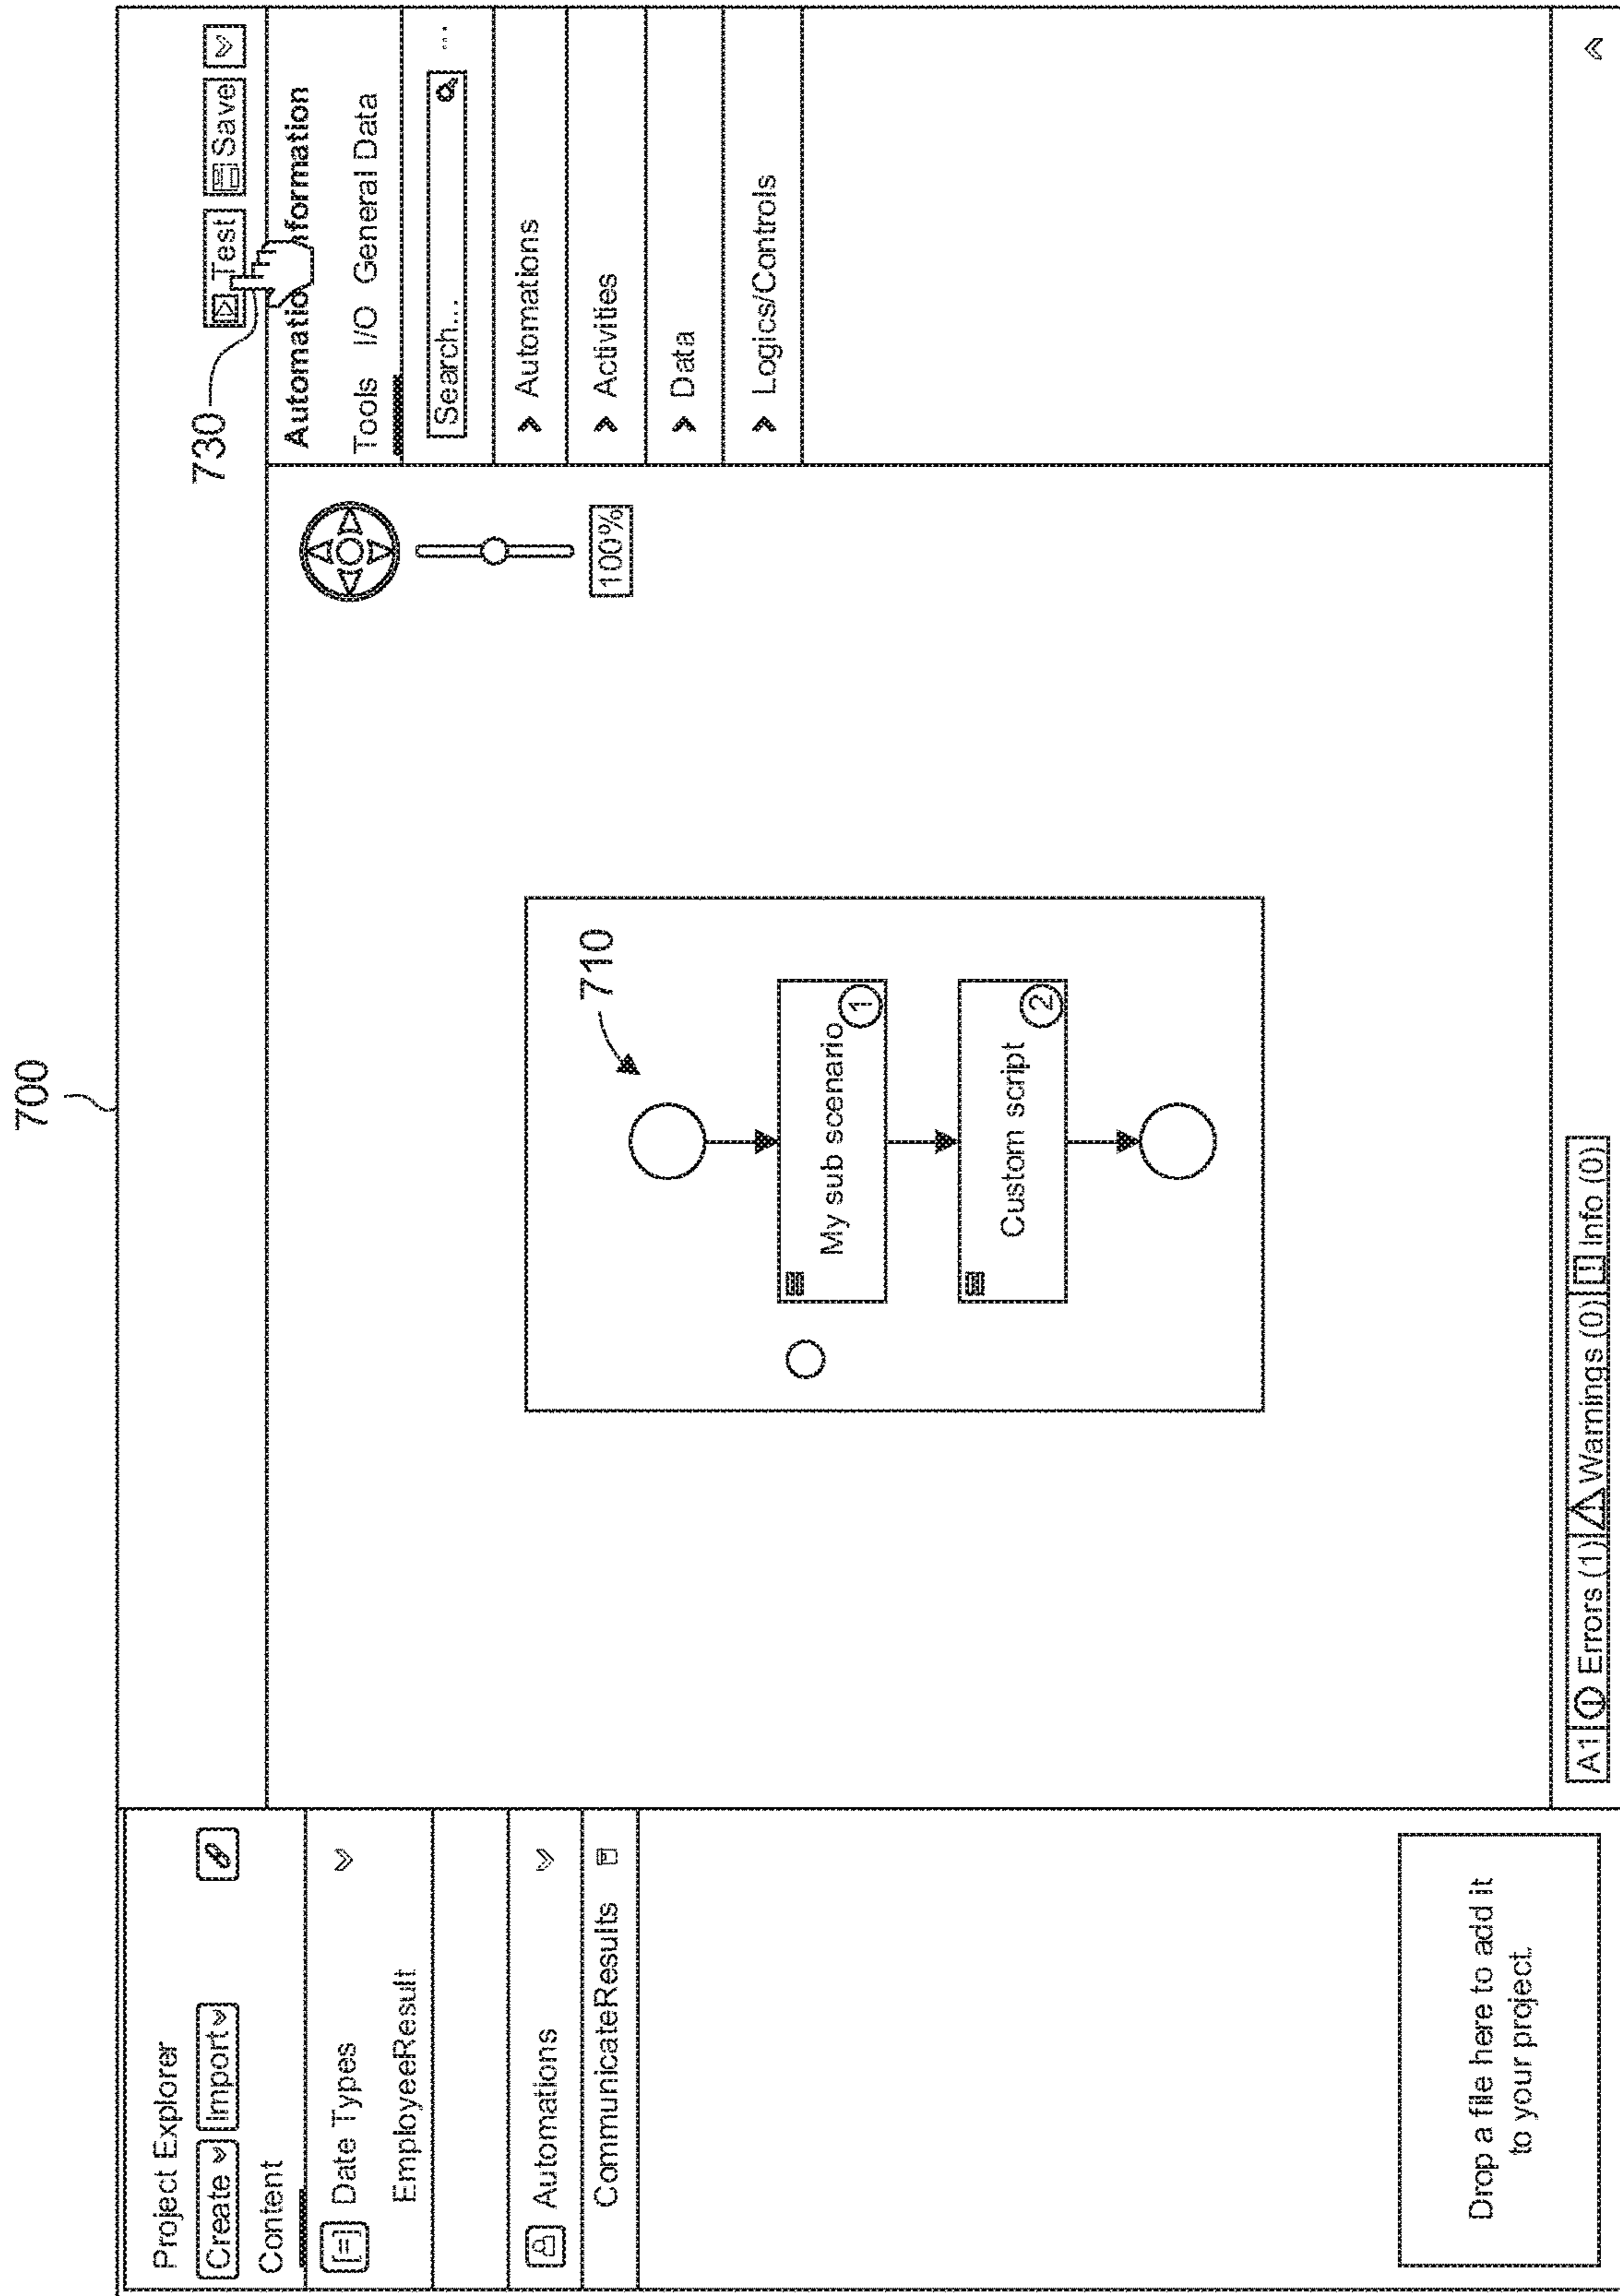 700
Project Explorer
Create Import
Content
[=] Date Types
EmployeeResult
Automations
CommunicateResults
Drop a file here to add it
to your project.
730
Test Save
710
My sub scenario
1
Custom script
2
100%
Automation Information
Tools I/O General Data
Search... ...
Automations
Activities
Data
Logics/Controls
A1 Errors (1) Warnings (0) Info (0)